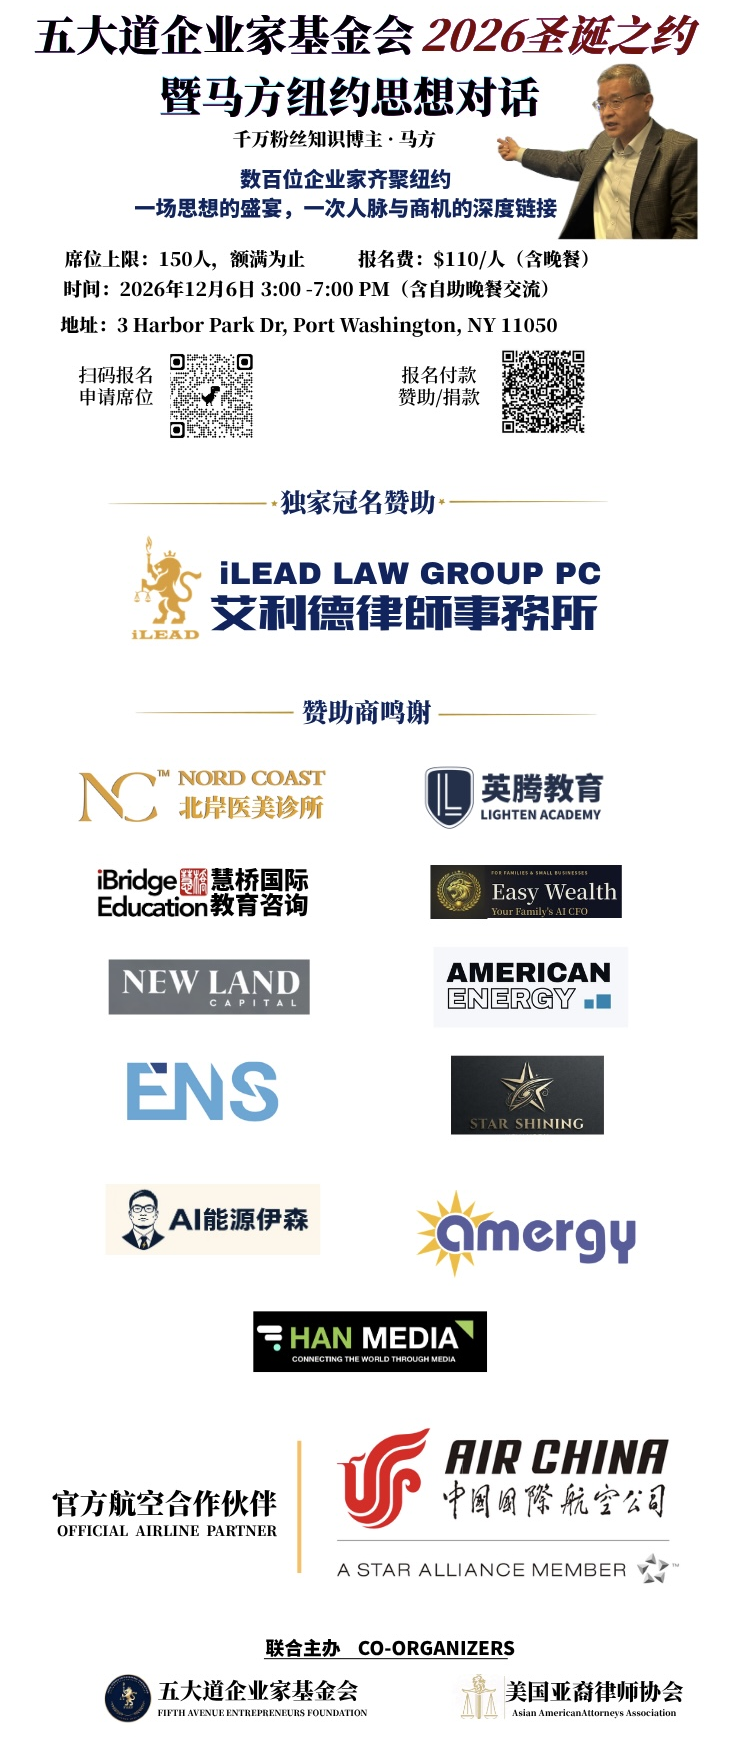 五大道企业家基金会 2026圣诞之约
暨马方纽约思想对话
千万粉丝知识博主 · 马方
数百位企业家齐聚纽约
一场思想的盛宴，一次人脉与商机的深度链接
席位上限：150人，额满为止 报名费：$110/人（含晚餐）
时间：2026年12月6日 3:00 -7:00 PM（含自助晚餐交流）
地址：3 Harbor Park Dr, Port Washington, NY 11050
扫码报名
申请席位
报名付款
赞助/捐款
独家冠名赞助
iLEAD
iLEAD LAW GROUP PC
艾利德律師事務所
赞助商鸣谢
NC™ NORD COAST
北岸医美诊所
英腾教育
LIGHTEN ACADEMY
iBridge 慧桥 慧桥国际
Education 教育咨询
FOR FAMILIES & SMALL BUSINESSES
Easy Wealth
Your Family's AI CFO
NEW LAND
CAPITAL
AMERICAN
ENERGY
ENS
STAR SHINING
AI能源伊森
amergy
HAN MEDIA
CONNECTING THE WORLD THROUGH MEDIA
官方航空合作伙伴
OFFICIAL AIRLINE PARTNER
AIR CHINA
中国国際航空公司
A STAR ALLIANCE MEMBER ™
联合主办 CO-ORGANIZERS
五大道企业家基金会
FIFTH AVENUE ENTREPRENEURS FOUNDATION
美国亚裔律师协会
Asian AmericanAttorneys Association